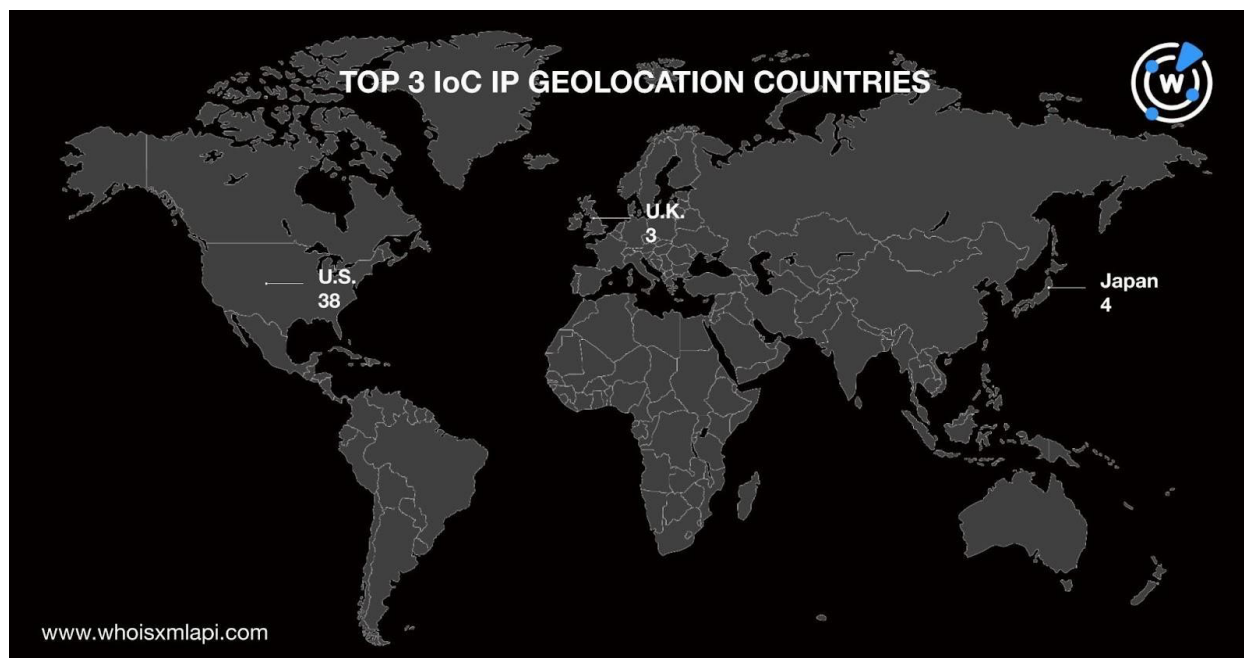 TOP 3 IoC IP GEOLOCATION COUNTRIES
W
U.K.
3
U.S.
38
Japan
4
www.whoisxmlapi.com